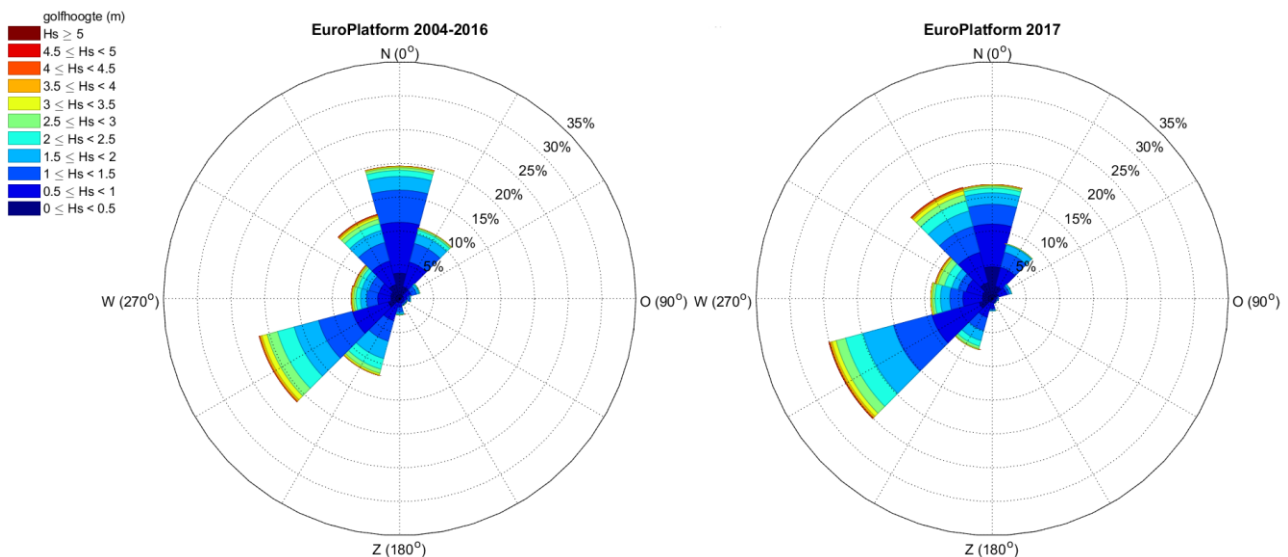 golfhoogte (m)
Hs ≥ 5
4.5 ≤ Hs < 5
4 ≤ Hs < 4.5
3.5 ≤ Hs < 4
3 ≤ Hs < 3.5
2.5 ≤ Hs < 3
2 ≤ Hs < 2.5
1.5 ≤ Hs < 2
1 ≤ Hs < 1.5
0.5 ≤ Hs < 1
0 ≤ Hs < 0.5
EuroPlatform 2004-2016
N (0°)
35%
30%
25%
20%
15%
10%
5%
W (270°)
O (90°)
Z (180°)
EuroPlatform 2017
N (0°)
35%
30%
25%
20%
15%
10%
5%
W (270°)
O (90°)
Z (180°)